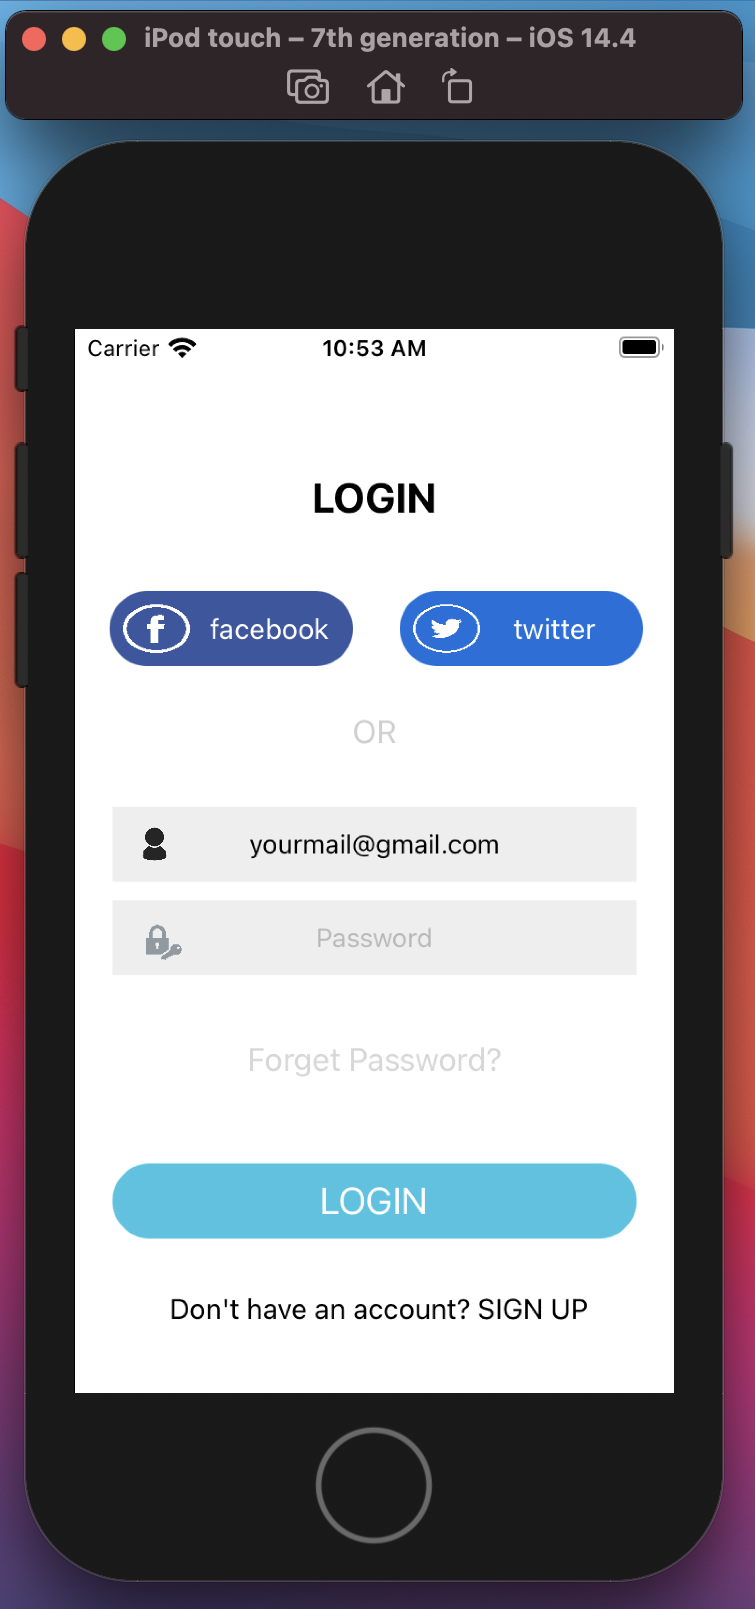 iPod touch – 7th generation – iOS 14.4
Carrier 10:53 AM
LOGIN
facebook twitter
OR
yourmail@gmail.com
Password
Forget Password?
LOGIN
Don't have an account? SIGN UP